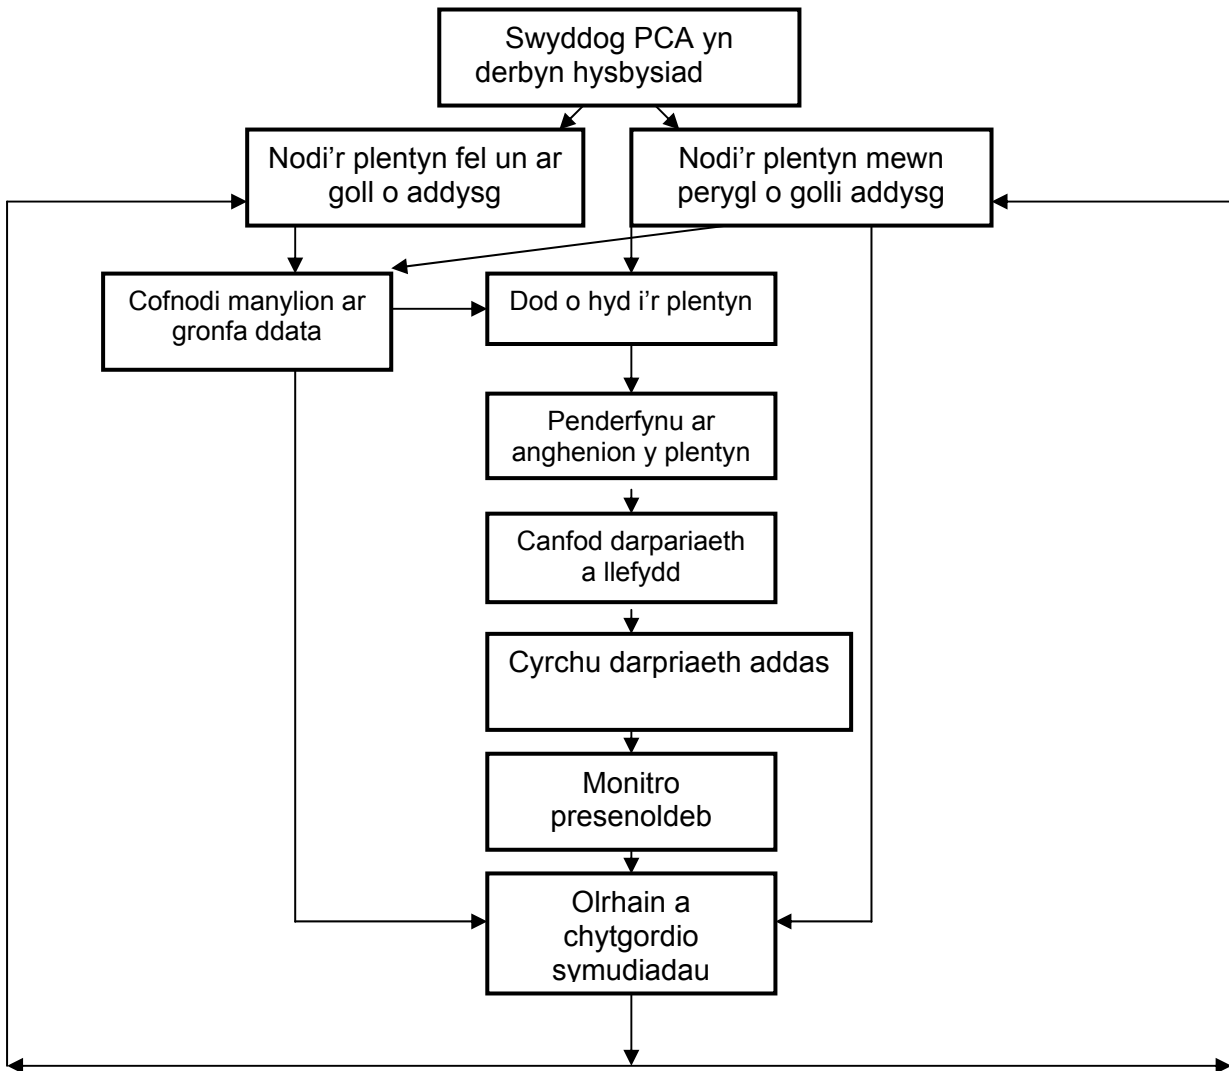 Swyddog PCA yn
derbyn hysbysiad
Nodi'r plentyn fel un ar
goll o addysg
Nodi'r plentyn mewn
perygl o golli addysg
Cofnodi manylion ar
gronfa ddata
Dod o hyd i'r plentyn
Penderfynu ar
anghenion y plentyn
Canfod darpariaeth
a llefydd
Cyrchu darpriaeth addas
Monitro
presenoldeb
Olrhain a
chytgordio
symudiadau